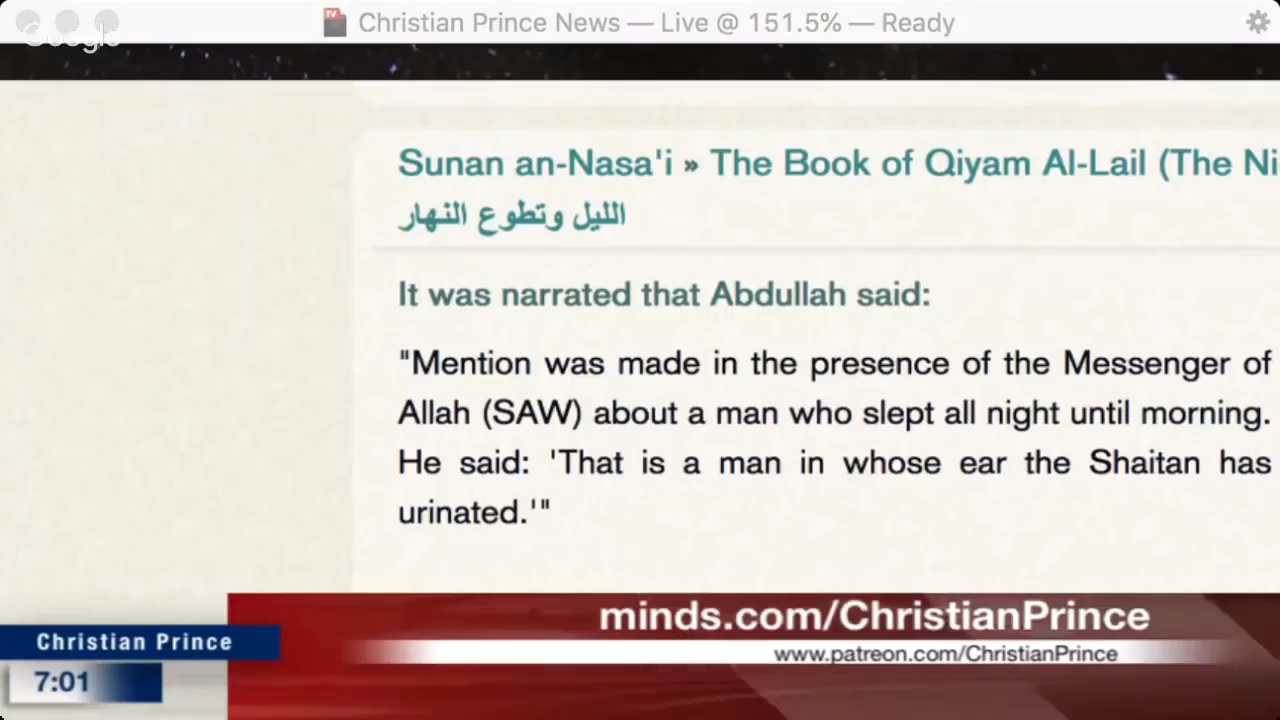 Christian Prince News — Live @ 151.5% — Ready
Google
Sunan an-Nasa'i » The Book of Qiyam Al-Lail (The Ni
الليل وتطوع النهار
It was narrated that Abdullah said:
"Mention was made in the presence of the Messenger of
Allah (SAW) about a man who slept all night until morning.
He said: 'That is a man in whose ear the Shaitan has
urinated.'"
minds.com/ChristianPrince
Christian Prince
www.patreon.com/ChristianPrince
7:01